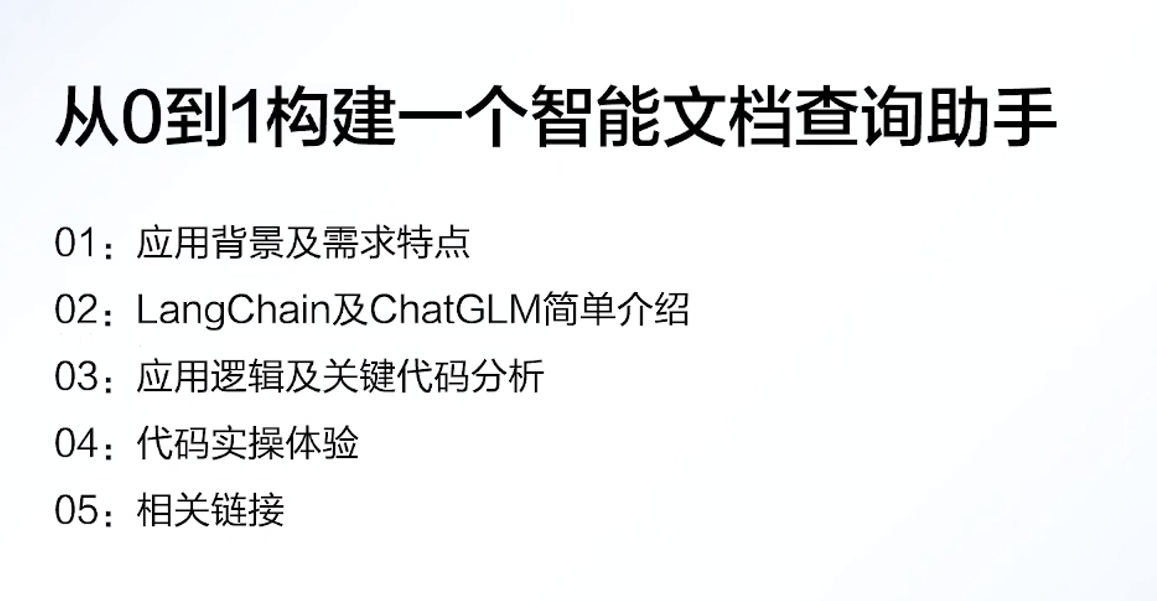 从0到1构建一个智能文档查询助手
01：应用背景及需求特点
02：LangChain及ChatGLM简单介绍
03：应用逻辑及关键代码分析
04：代码实操体验
05：相关链接